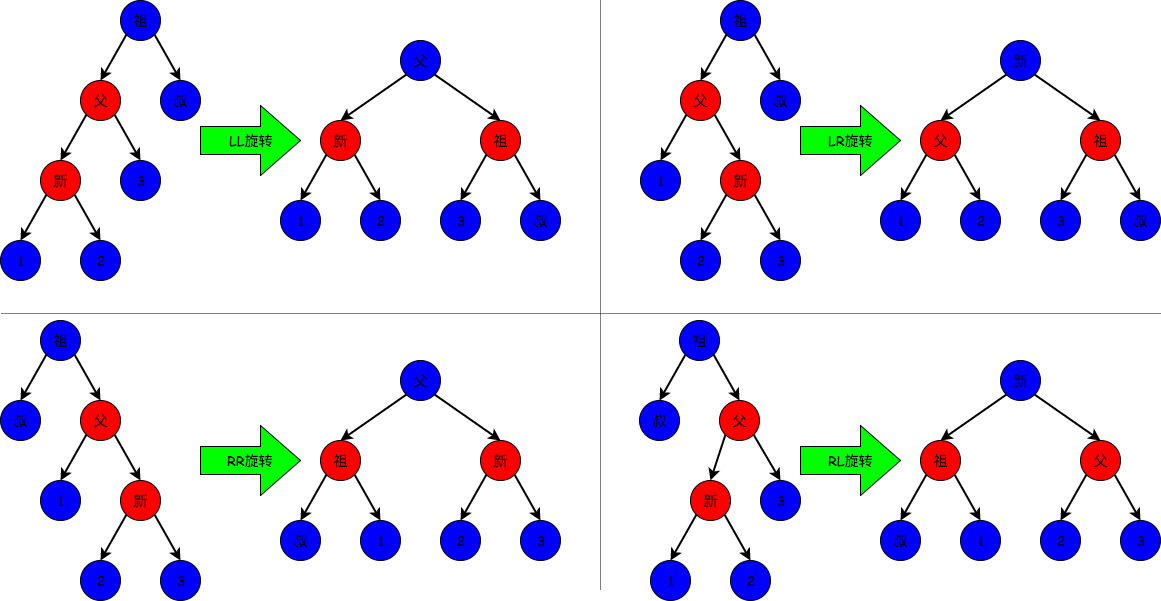 祖
父
父 叔
新 祖
LL旋转
新 3
1 2 3 叔
1 2
祖
新
父 叔
父 祖
LR旋转
1 新
1 2 3 叔
2 3
祖
父
叔 父
祖 新
RR旋转
1 新
叔 1 2 3
2 3
祖
新
叔 父
祖 父
RL旋转
新 3
叔 1 2 3
1 2